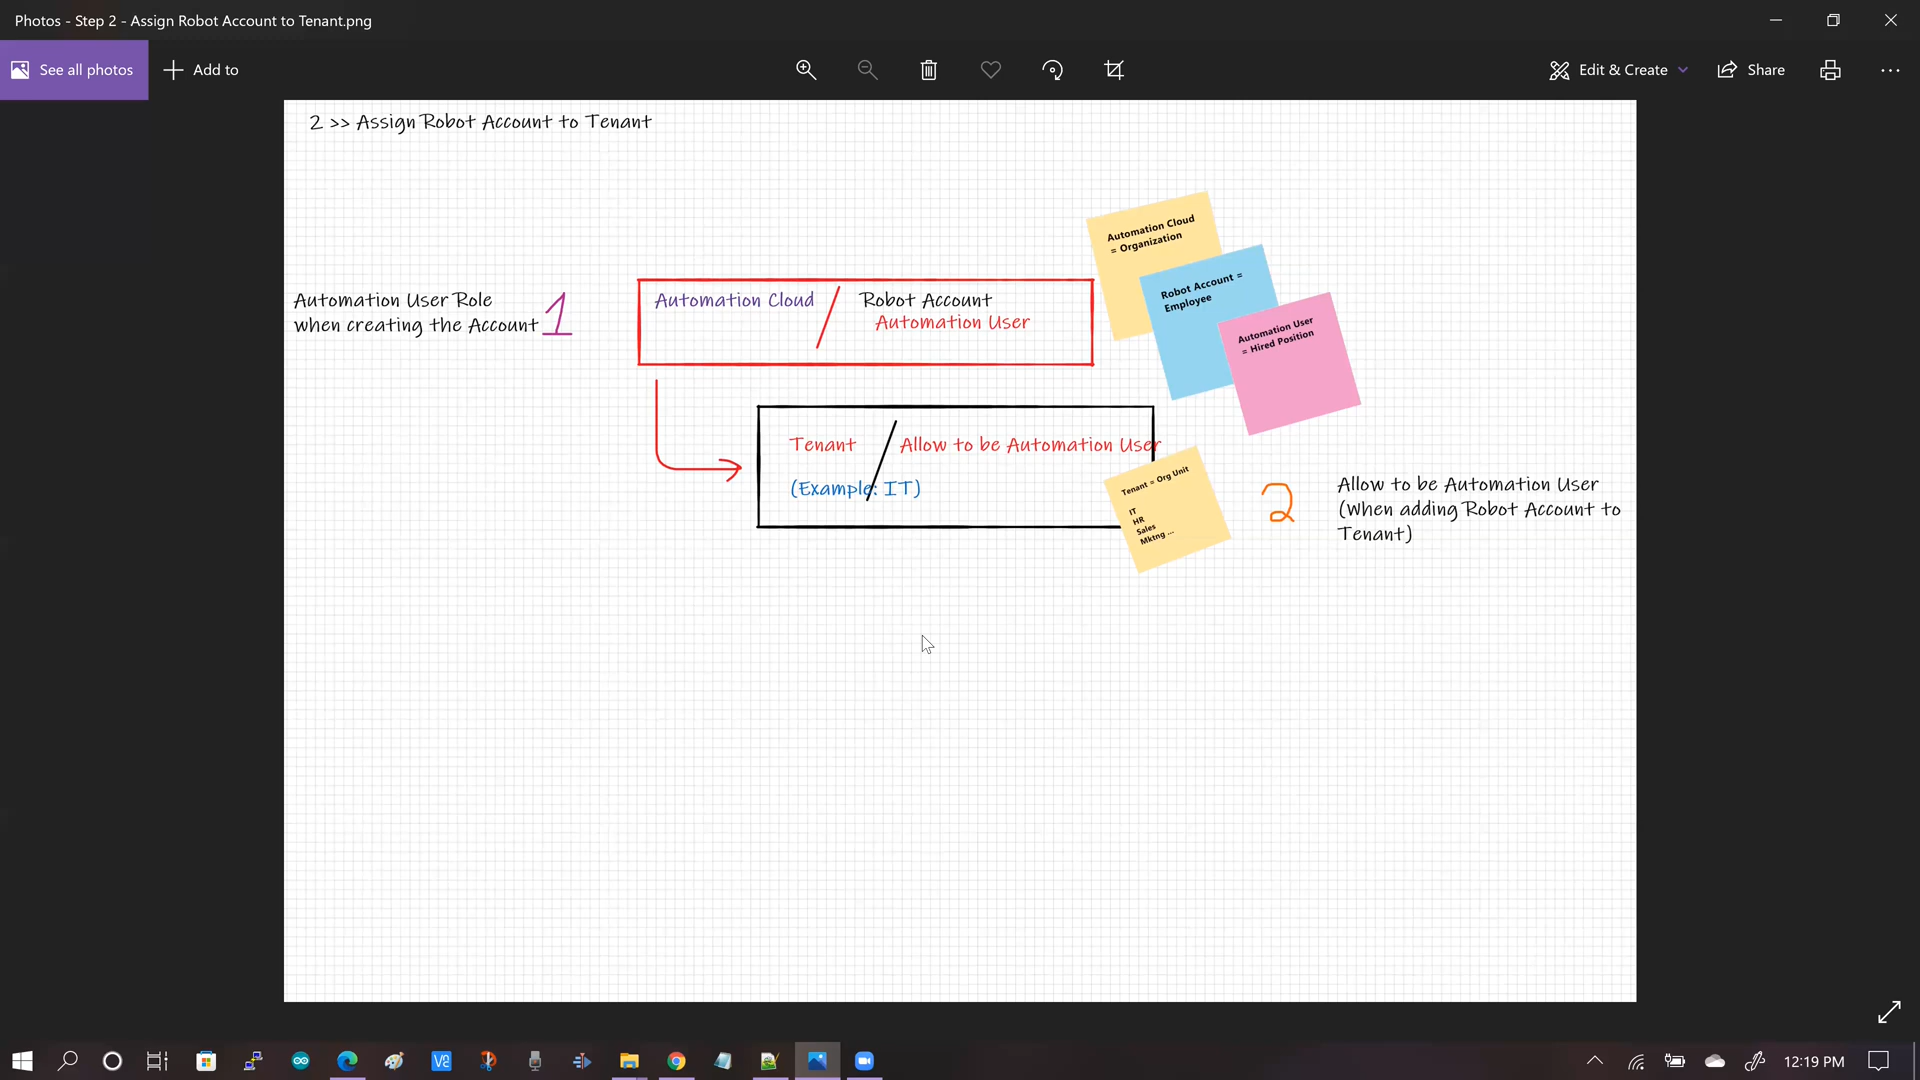 Photos - Step 2 - Assign Robot Account to Tenant.png
See all photos
Add to
Edit & Create
Share
2 >> Assign Robot Account to Tenant
Automation User Role
when creating the Account
1
Automation Cloud
Robot Account
Automation User
Automation Cloud
= Organization
Robot Account =
Employee
Automation User
= Hired Position
Tenant
Allow to be Automation User
(Example: IT)
Tenant = Org Unit
IT
HR
Sales
Mktng ...
2
Allow to be Automation User
(When adding Robot Account to
Tenant)
12:19 PM